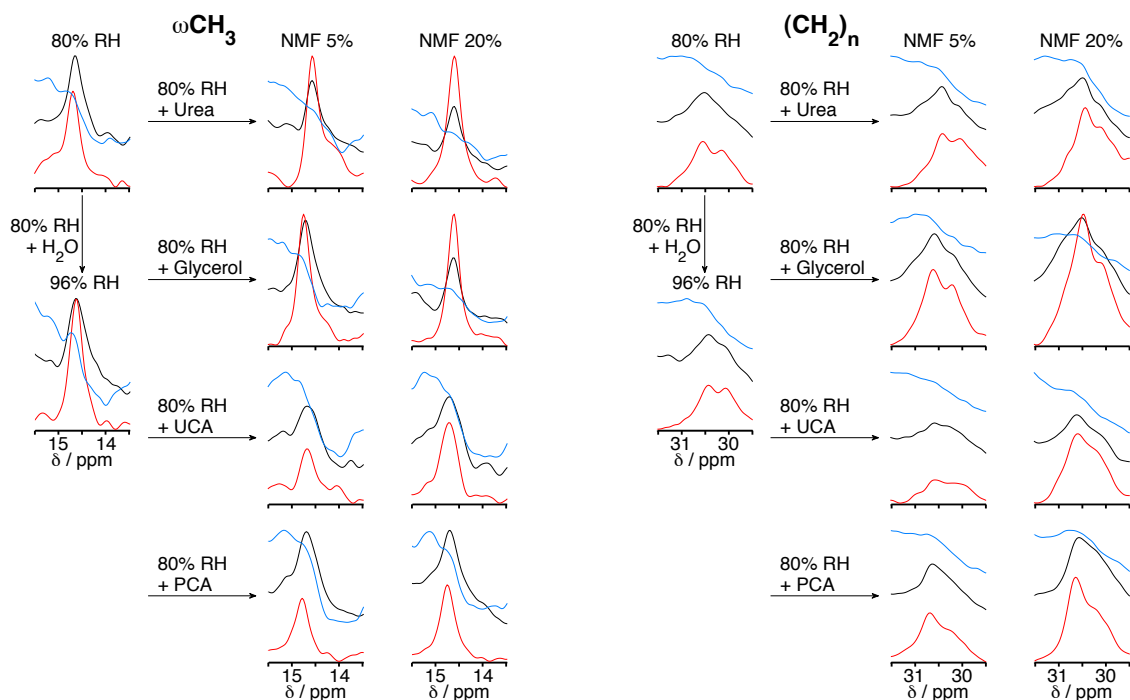 ωCH3
80% RH
NMF 5%
NMF 20%
80% RH
+ Urea
80% RH
+ H2O
80% RH
+ Glycerol
96% RH
80% RH
+ UCA
15
14
δ / ppm
80% RH
+ PCA
15
14
δ / ppm
15
14
δ / ppm
(CH2)n
80% RH
NMF 5%
NMF 20%
80% RH
+ Urea
80% RH
+ H2O
80% RH
+ Glycerol
96% RH
80% RH
+ UCA
31
30
δ / ppm
80% RH
+ PCA
31
30
δ / ppm
31
30
δ / ppm